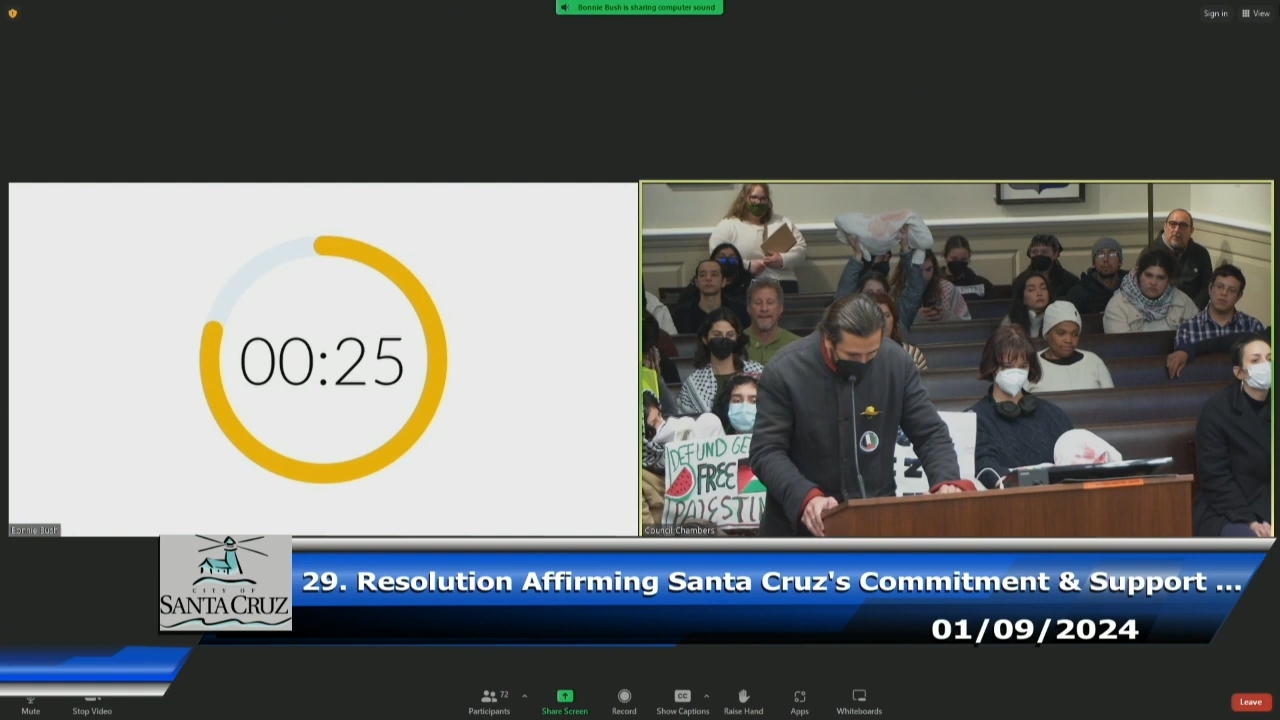 Bonnie Bush is sharing computer sound
Sign in
View
00:25
Bonnie Bush
DEFUND GE
FREE
PALESTIN
Council Chambers
CITY OF
SANTA CRUZ
29. Resolution Affirming Santa Cruz's Commitment & Support ...
01/09/2024
Mute
Stop Video
Participants
72
Share Screen
CC
Record
Show Captions
Raise Hand
Apps
Whiteboards
Leave